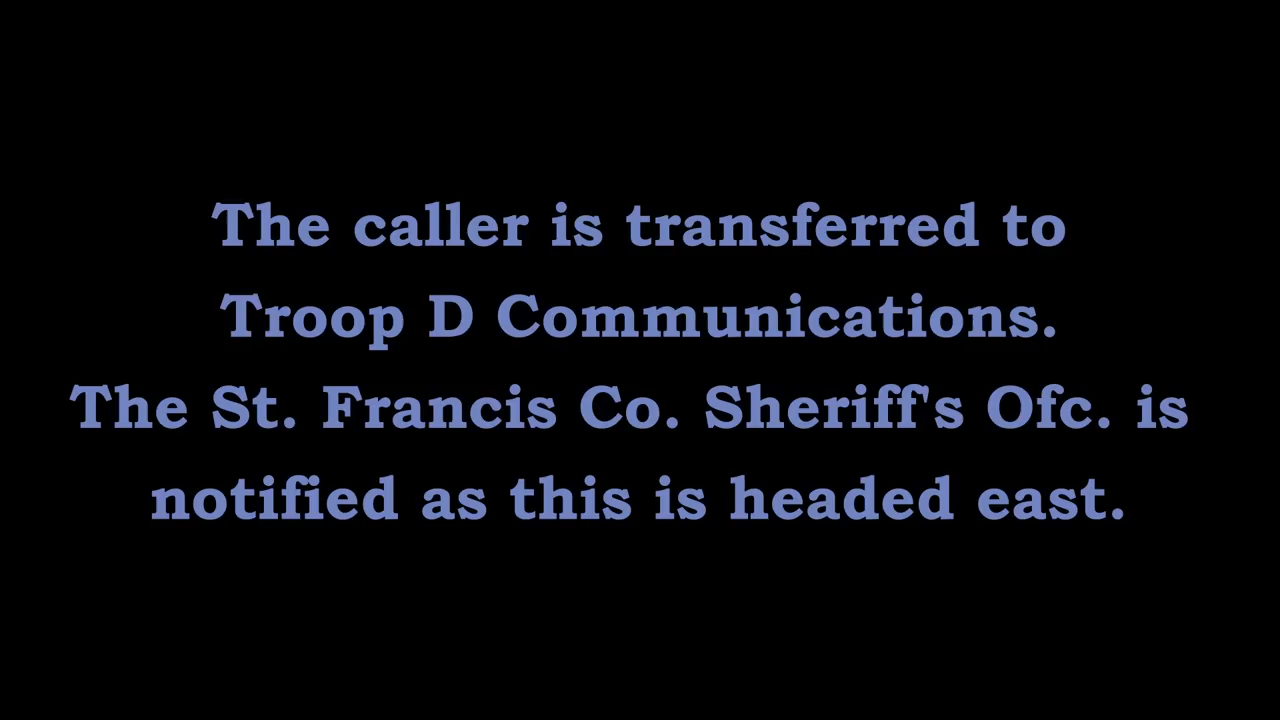 The caller is transferred to
Troop D Communications.
The St. Francis Co. Sheriff's Ofc. is
notified as this is headed east.